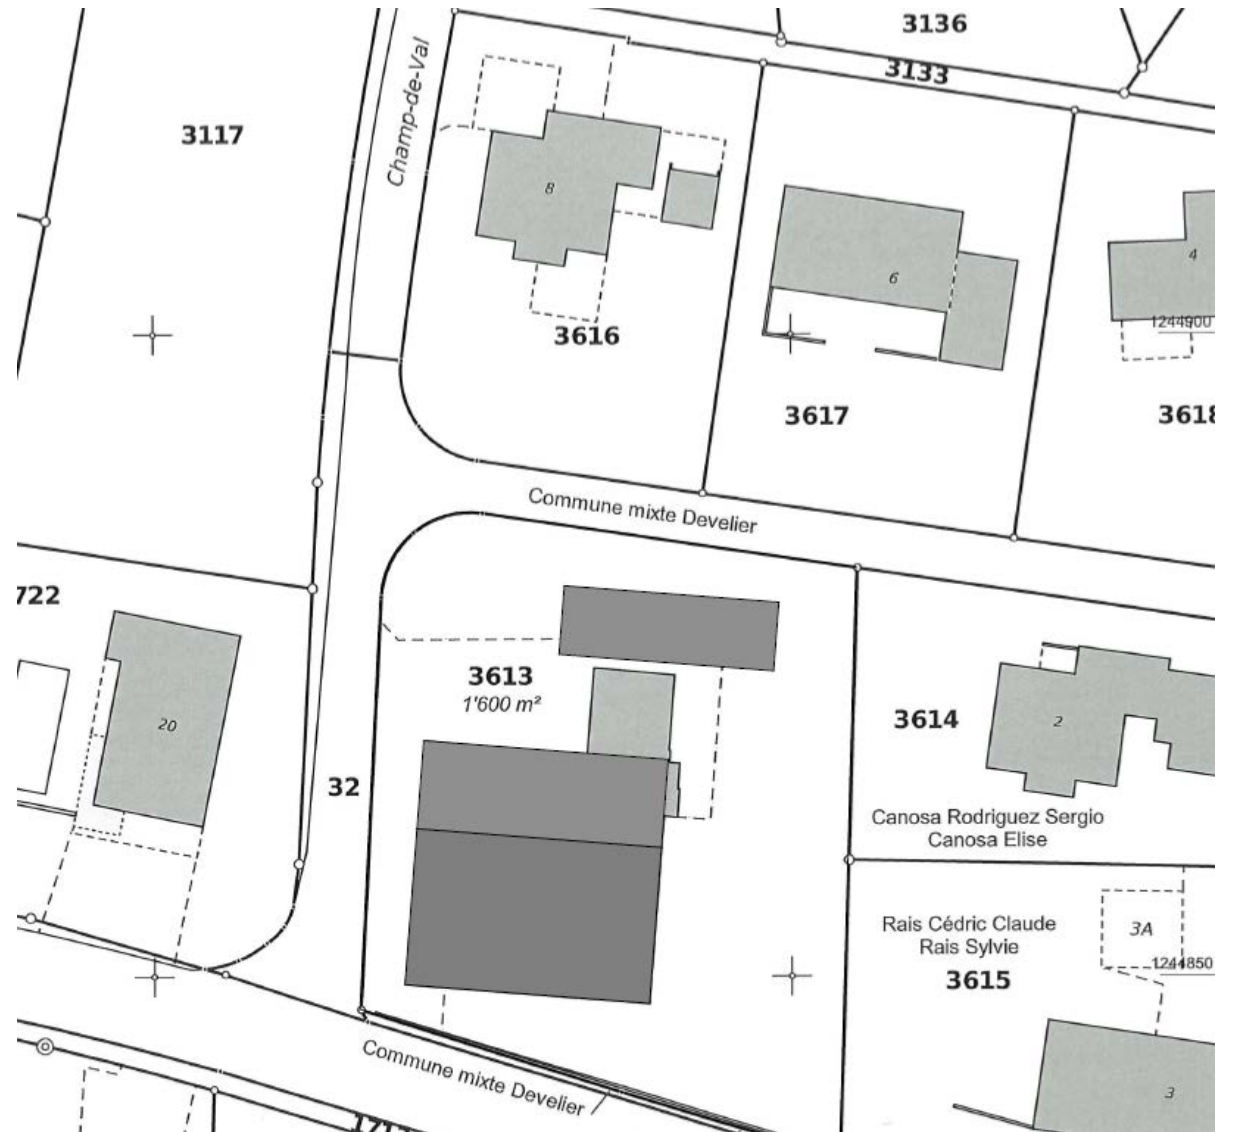 3136
3133
Champ-de-Val
3117
8
6
4
1244900
3616
3617
3618
Commune mixte Develier
722
3613
1'600 m²
20
3614
2
32
Canosa Rodriguez Sergio
Canosa Elise
Rais Cédric Claude
Rais Sylvie
3A
1244850
3615
Commune mixte Develier
3